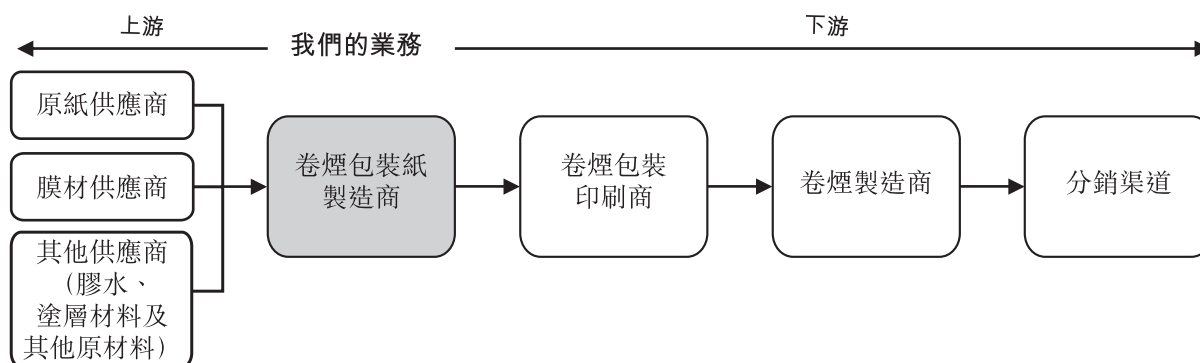 上游
我們的業務
下游
原紙供應商
膜材供應商
其他供應商
（膠水、
塗層材料及
其他原材料）
卷煙包裝紙
製造商
卷煙包裝
印刷商
卷煙製造商
分銷渠道